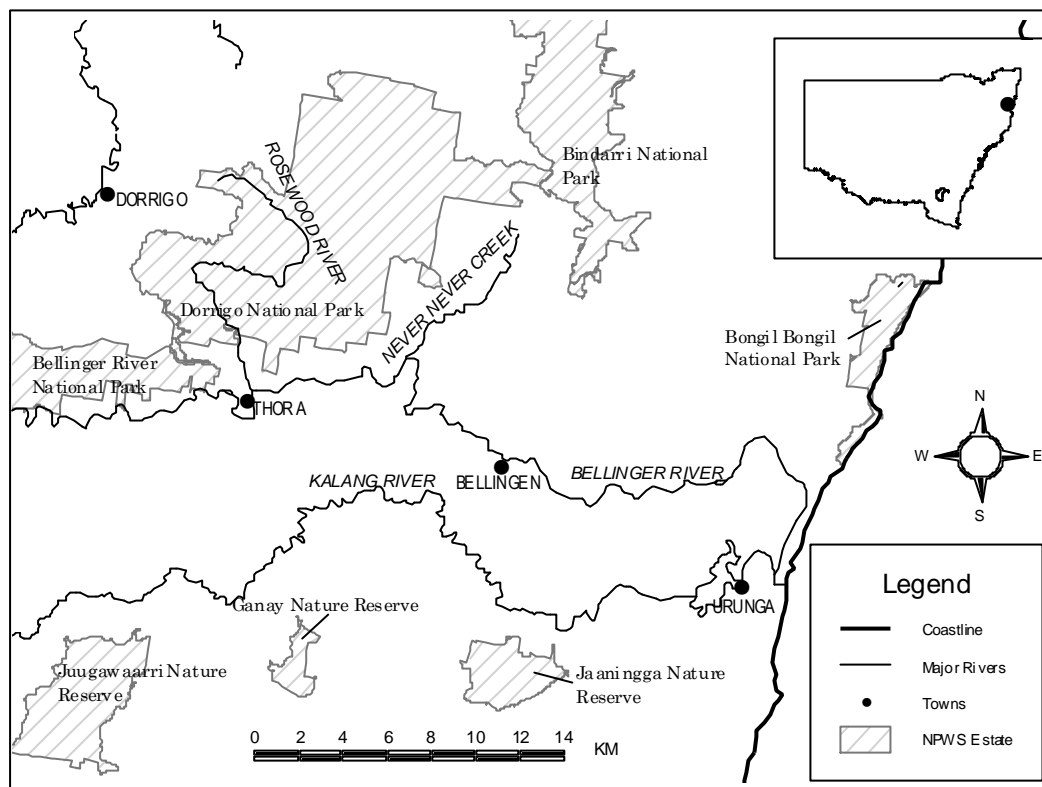 Bindarri National
Park
ROSEWOOD RIVER
DORRIGO
NEVER NEVER CREEK
Dorrigo National Park
Bongil Bongil
National Park
Bellinger River
National Park
THORA
N
W
E
S
BELLINGEN
BELLINGER RIVER
KALANG RIVER
URUNGA
Ganay Nature Reserve
Juugawaarri Nature
Reserve
Jaaningga Nature
Reserve
0 2 4 6 8 10 12 14
KM
Legend
Coastline
Major Rivers
Towns
NPWS Estate